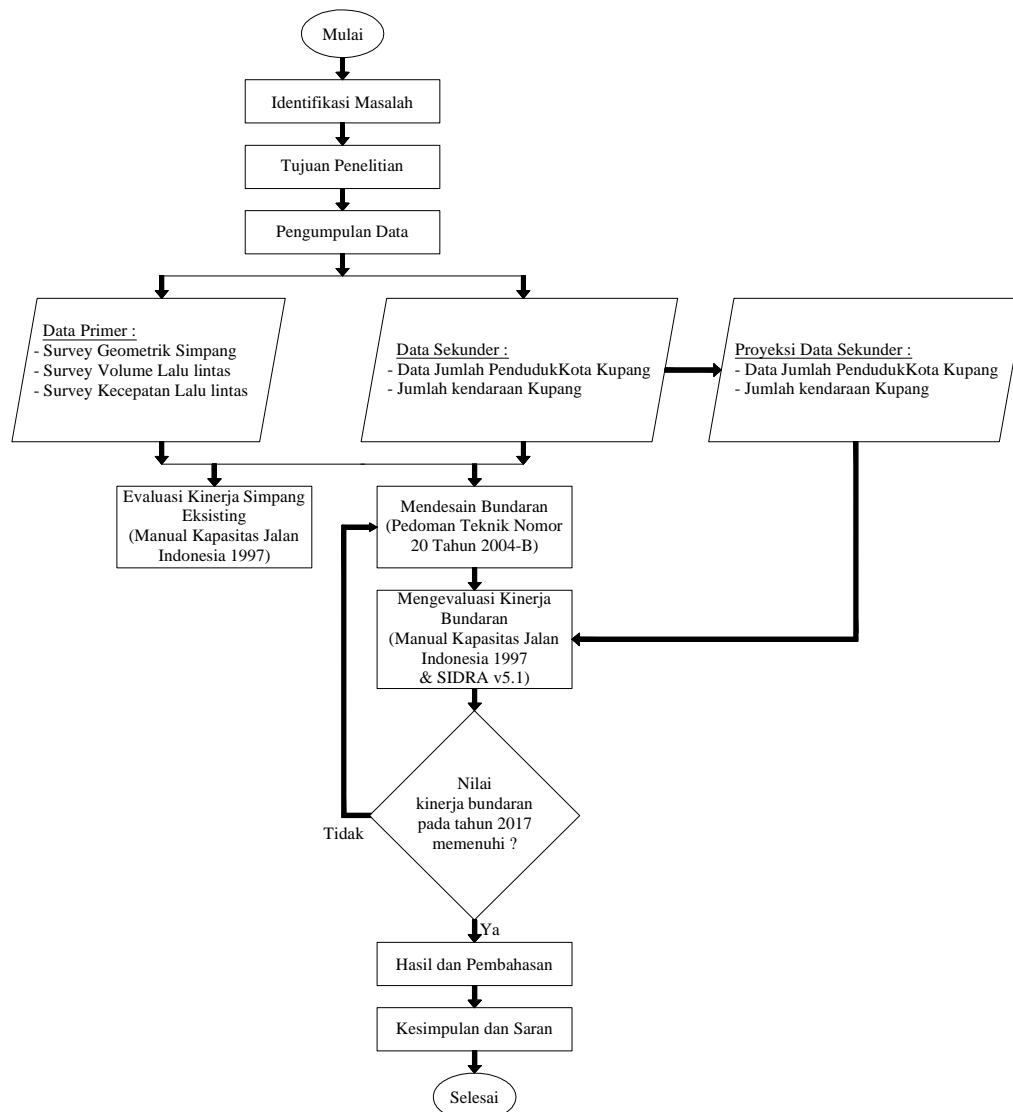 Mulai
Identifikasi Masalah
Tujuan Penelitian
Pengumpulan Data
Data Primer :
- Survey Geometrik Simpang
- Survey Volume Lalu lintas
- Survey Kecepatan Lalu lintas
Data Sekunder :
- Data Jumlah PendudukKota Kupang
- Jumlah kendaraan Kupang
Proyeksi Data Sekunder :
- Data Jumlah PendudukKota Kupang
- Jumlah kendaraan Kupang
Evaluasi Kinerja Simpang
Eksisting
(Manual Kapasitas Jalan
Indonesia 1997)
Mendesain Bundaran
(Pedoman Teknik Nomor
20 Tahun 2004-B)
Mengevaluasi Kinerja
Bundaran
(Manual Kapasitas Jalan
Indonesia 1997
& SIDRA v5.1)
Nilai
kinerja bundaran
pada tahun 2017
memenuhi ?
Tidak
Ya
Hasil dan Pembahasan
Kesimpulan dan Saran
Selesai